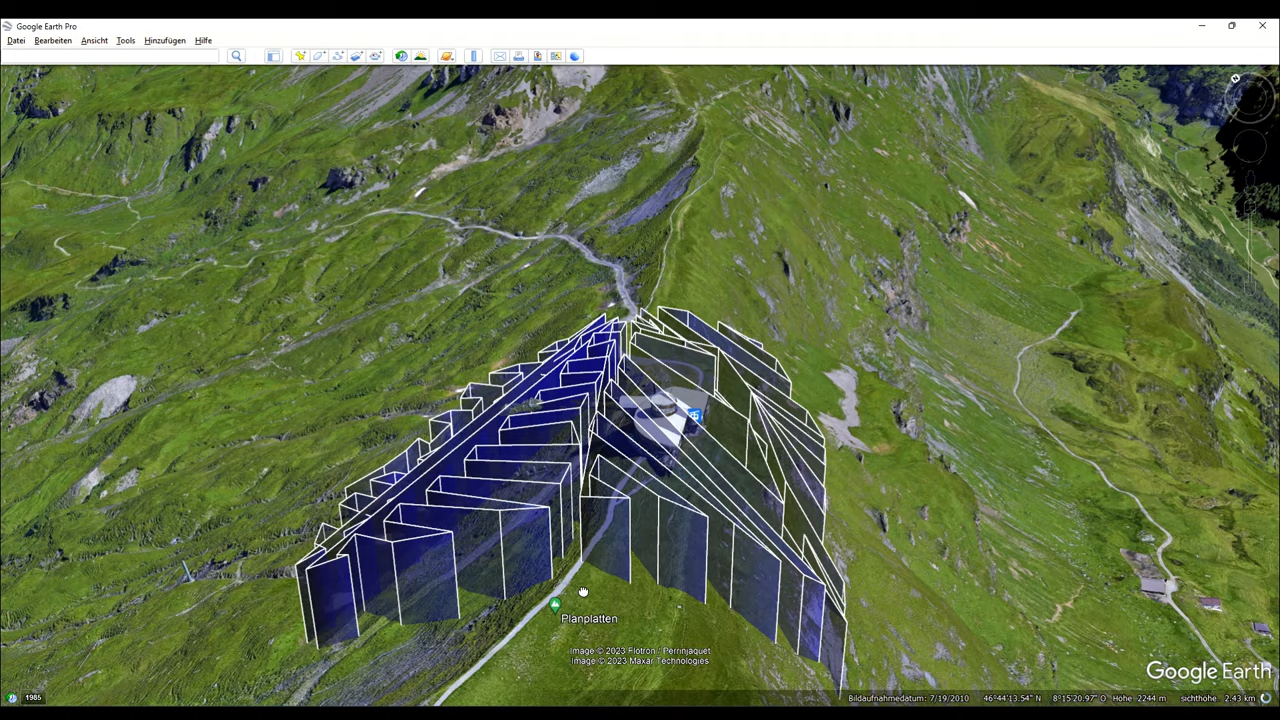 Google Earth Pro
Datei Bearbeiten Ansicht Tools Hinzufügen Hilfe
Planplatten
Image © 2023 Flotron / Perrinjaquet
Image © 2023 Maxar Technologies
Google Earth
1985
Bildaufnahmedatum: 7/19/2010 46°44'13.54" N 8°15'20.97" O Höhe 2244 m sichthöhe 2.43 km